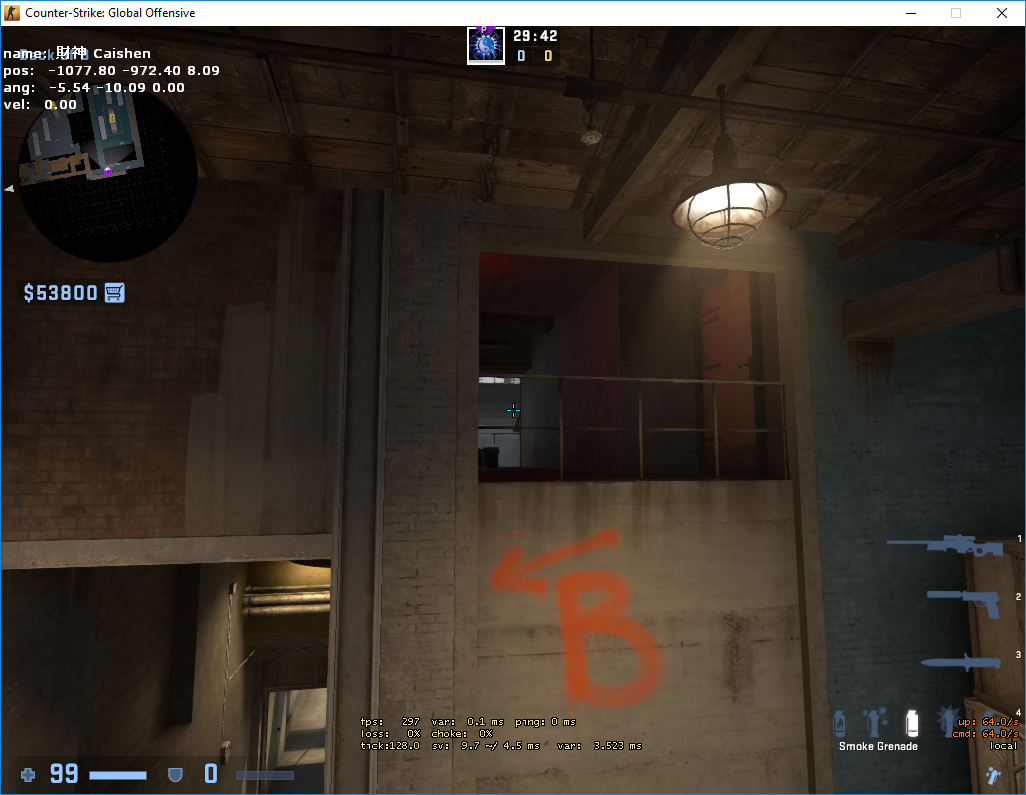 Counter-Strike: Global Offensive
29:42
0 0
name: 財神 Caishen
pos: -1077.80 -972.40 8.09
ang: -5.54 -10.09 0.00
vel: 0.00
B
$53800
B
1
2
3
4
Smoke Grenade
fps: 297 var: 0.1 ms ping: 0 ms
loss: 0% choke: 0%
tick:128.0 sv: 9.7 ~/ 4.5 ms var: 3.523 ms
up: 64.0/s
cmd: 64.0/s
local
99 0